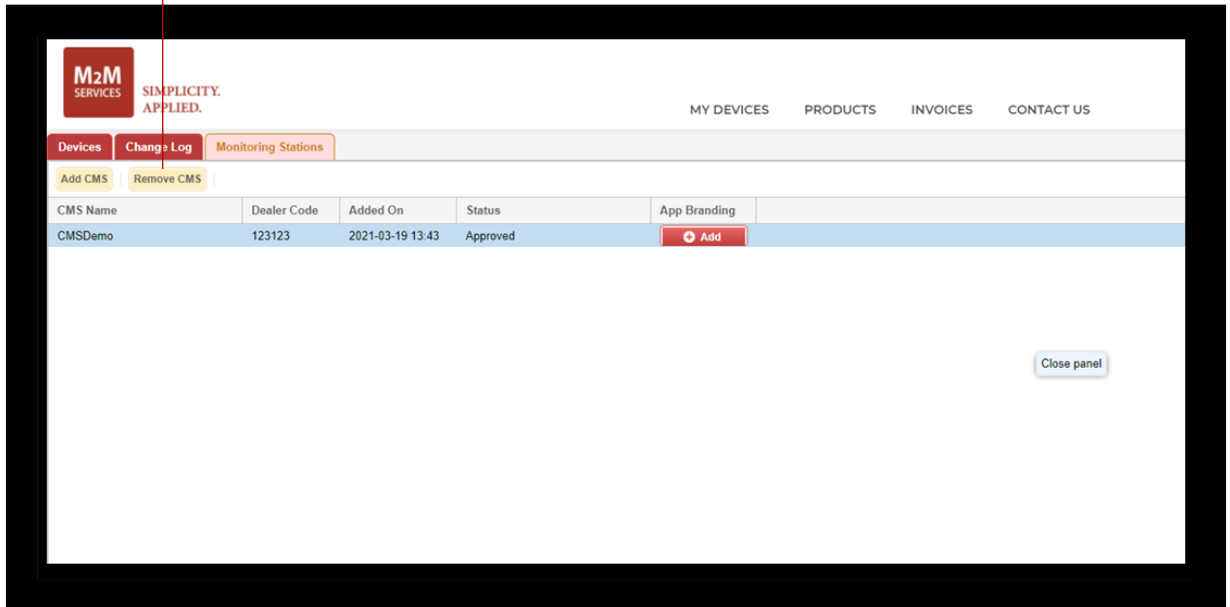 M2M
SERVICES
SIMPLICITY.
APPLIED.
MY DEVICES PRODUCTS INVOICES CONTACT US
Devices Change Log Monitoring Stations
Add CMS Remove CMS
CMS Name Dealer Code Added On Status App Branding
CMSDemo 123123 2021-03-19 13:43 Approved Add
Close panel